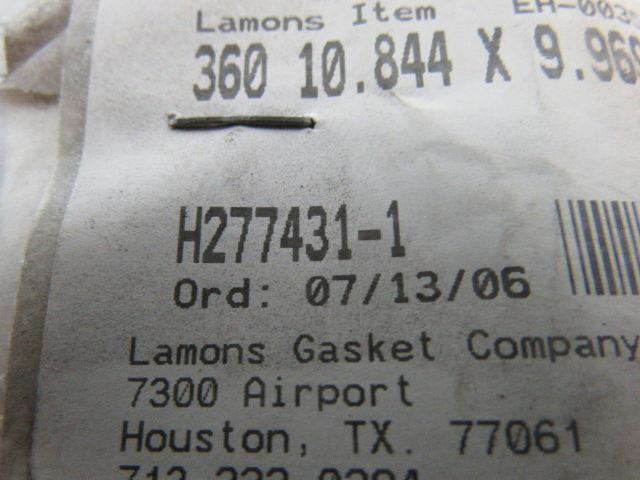 Lamons Item
360 10.844 X 9.969
H277431-1
Ord: 07/13/06
Lamons Gasket Company
7300 Airport
Houston, TX. 77061